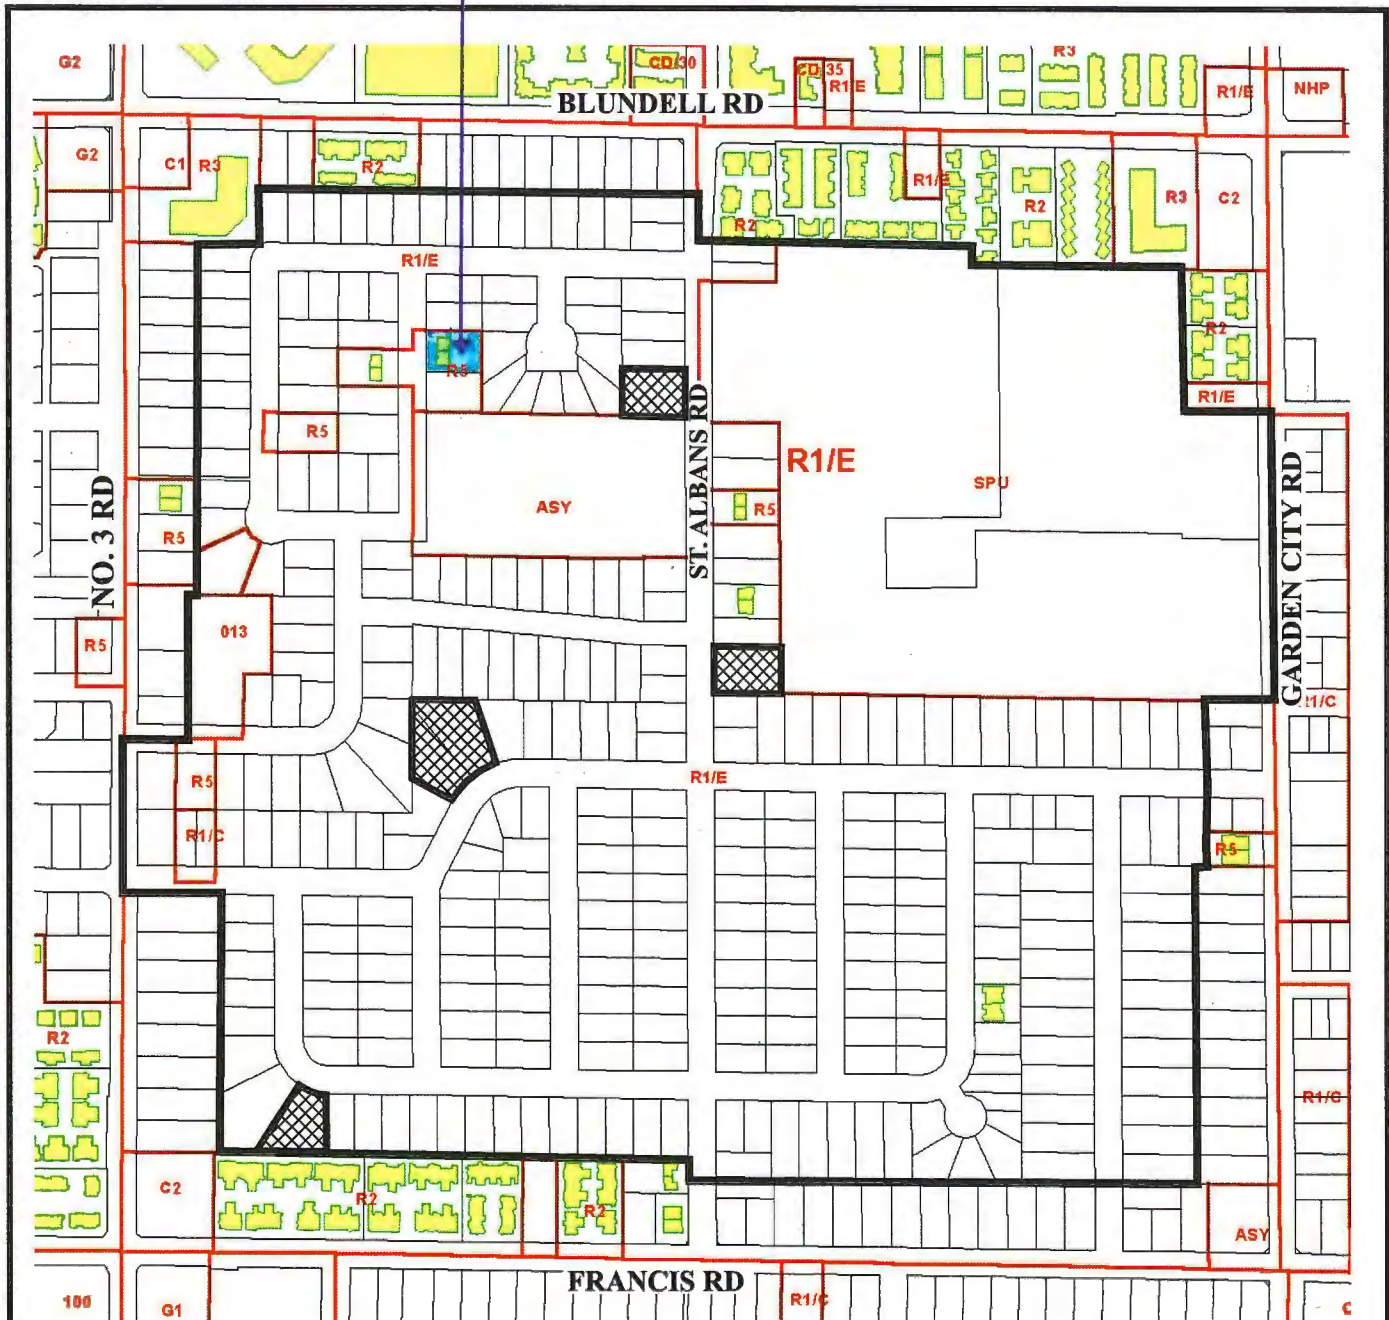 G2
CD/30
CD/35
R1/E
R3
R1/E
NHP
BLUNDELL RD
G2
C1
R3
R2
R2
R1/E
R2
R3
C2
R1/E
R2
R1/E
R5
R5
ST. ALBANS RD
R1/E
SPU
ASY
R5
NO. 3 RD
R5
GARDEN CITY RD
R5
013
R1/E
R5
R1/C
R5
R2
R1/C
C2
R2
R2
ASY
FRANCIS RD
100
G1
R1/C